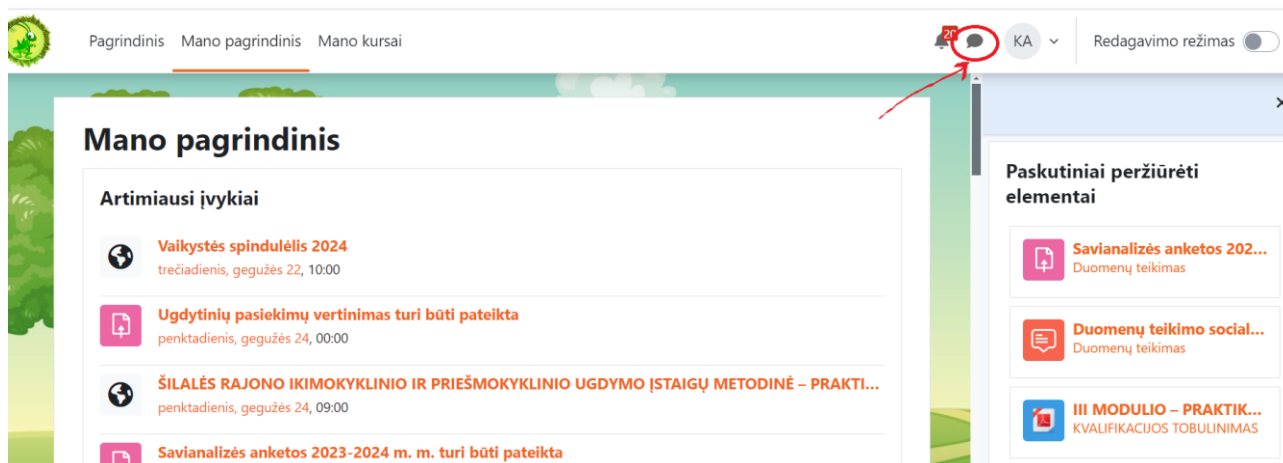 Pagrindinis Mano pagrindinis Mano kursai
20
KA
Redagavimo režimas
Mano pagrindinis
Artimiausi įvykiai
Vaikystės spindulėlis 2024
trečiadienis, gegužės 22, 10:00
Ugdytinių pasiekimų vertinimas turi būti pateikta
penktadienis, gegužės 24, 00:00
ŠILALĖS RAJONO IKIMOKYKLINIO IR PRIEŠMOKYKLINIO UGDYMO ĮSTAIGŲ METODINĖ – PRAKTI...
penktadienis, gegužės 24, 09:00
Savianalizės anketos 2023-2024 m. m. turi būti pateikta
Paskutiniai peržiūrėti
elementai
Savianalizės anketos 202...
Duomenų teikimas
Duomenų teikimo social...
Duomenų teikimas
III MODULIO – PRAKTIK...
KVALIFIKACIJOS TOBULINIMAS